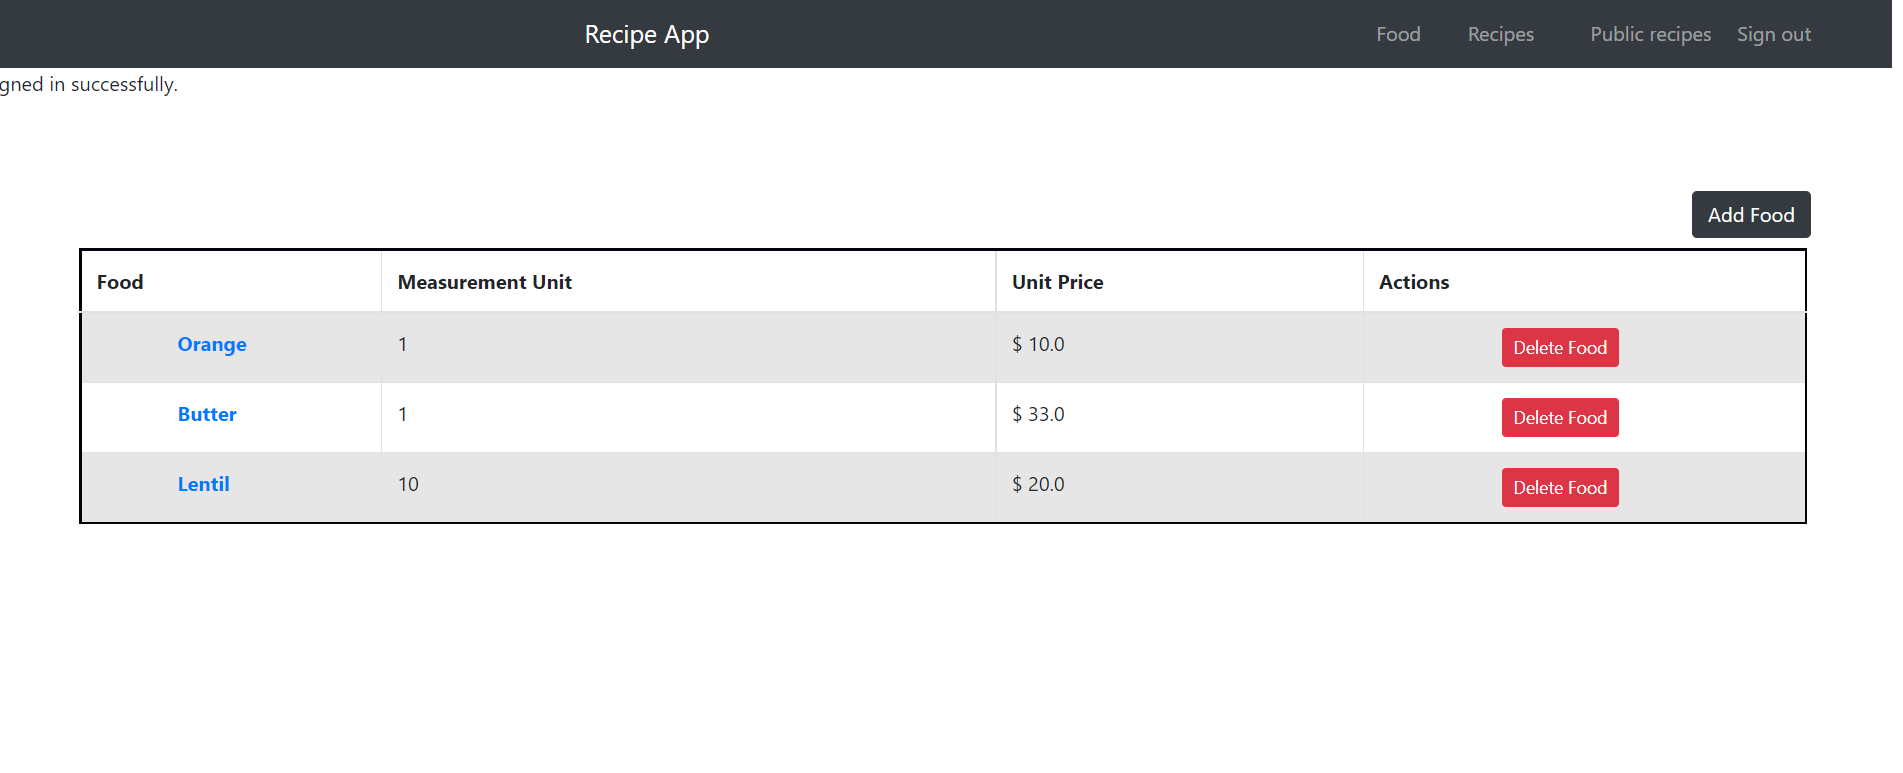 Recipe App Food Recipes Public recipes Sign out
gned in successfully.
Add Food
Food Measurement Unit Unit Price Actions
Orange 1 $ 10.0 Delete Food
Butter 1 $ 33.0 Delete Food
Lentil 10 $ 20.0 Delete Food